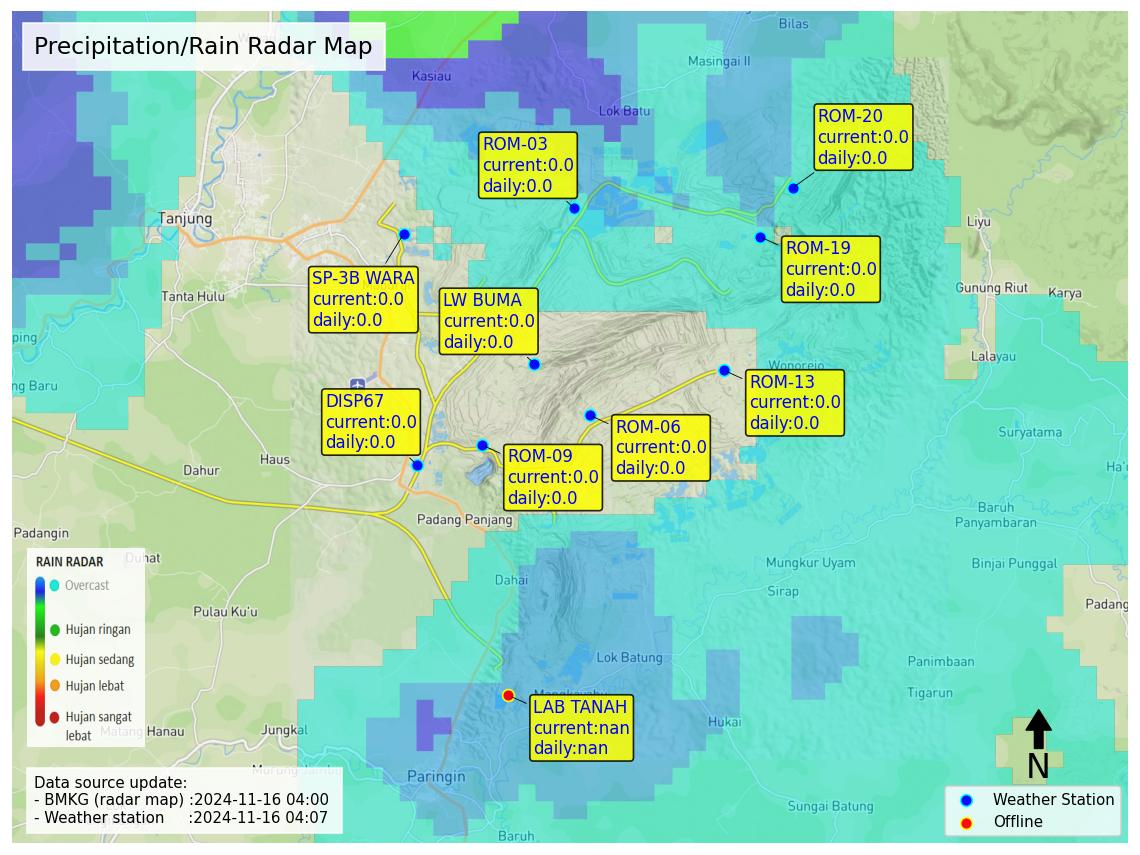 Precipitation/Rain Radar Map
Bilas
Masingai II
Kasiau
Lok Batu
ROM-20
current:0.0
daily:0.0
ROM-03
current:0.0
daily:0.0
Tanjung
Liyu
ROM-19
current:0.0
daily:0.0
SP-3B WARA
current:0.0
daily:0.0
Tanta Hulu
LW BUMA
current:0.0
daily:0.0
Gunung Riut
Karya
ping
Lalayau
Wonorejo
ng Baru
ROM-13
current:0.0
daily:0.0
DISP67
current:0.0
daily:0.0
ROM-06
current:0.0
daily:0.0
Suryatama
ROM-09
current:0.0
daily:0.0
Haus
Dahur
Ha'
Padang Panjang
Baruh
Panyambaran
Padangin
Duhat
Mungkur Uyam
Binjai Punggal
RAIN RADAR
Overcast
Hujan ringan
Hujan sedang
Hujan lebat
Hujan sangat
lebat
Dahai
Sirap
Padang
Pulau Ku'u
Lok Batung
Panimbaan
Tigarun
LAB TANAH
current:nan
daily:nan
Hukai
Matang Hanau
Jungkal
Paringin
N
Data source update:
- BMKG (radar map) :2024-11-16 04:00
- Weather station :2024-11-16 04:07
Sungai Batung
Baruh
Weather Station
Offline